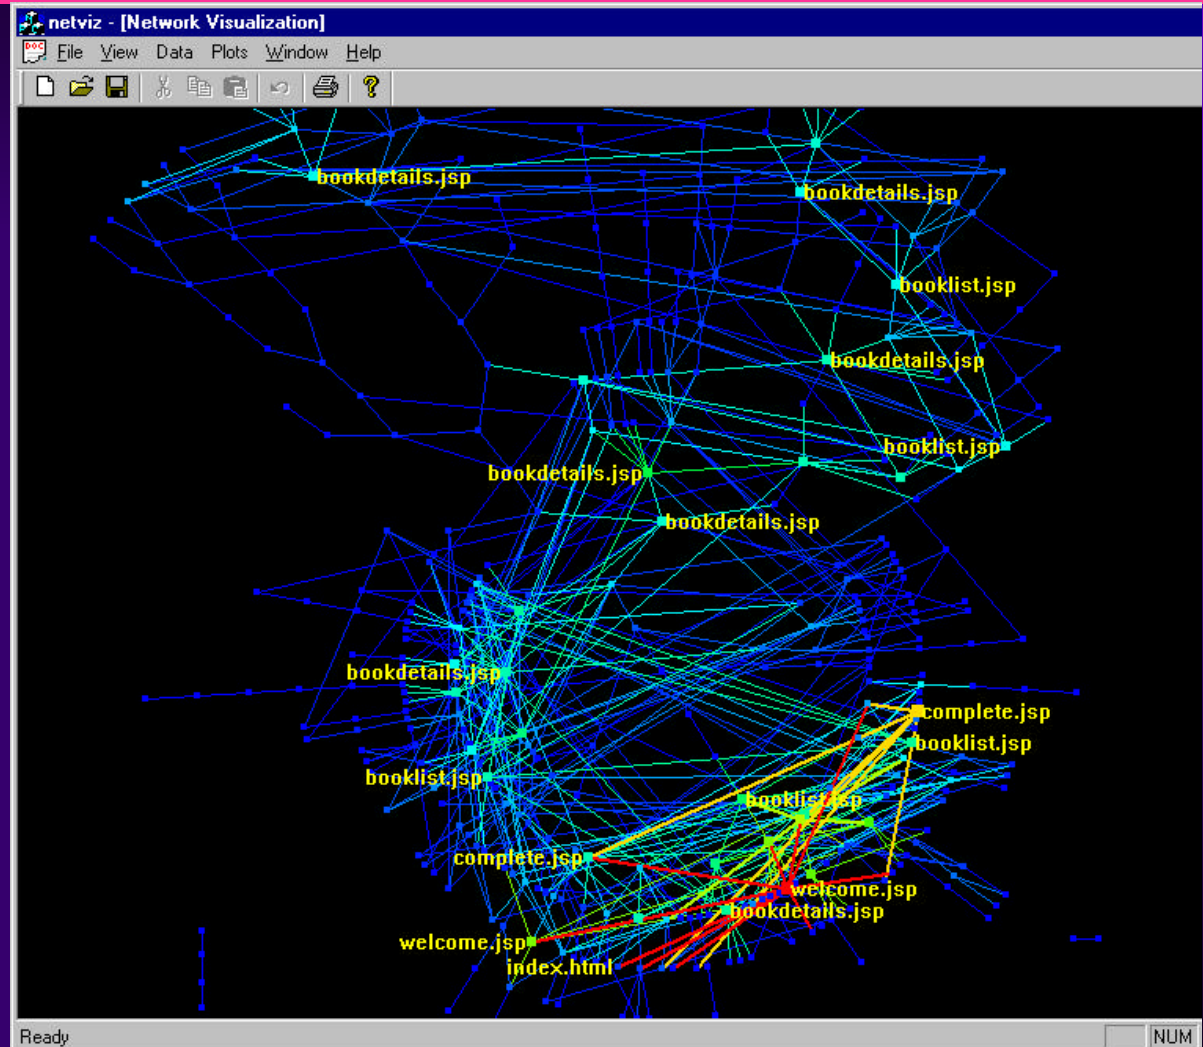 netviz - [Network Visualization]
DOC
File View Data Plots Window Help
?
bookdetails.jsp
bookdetails.jsp
booklist.jsp
bookdetails.jsp
booklist.jsp
bookdetails.jsp
bookdetails.jsp
bookdetails.jsp
complete.jsp
booklist.jsp
booklist.jsp
booklist.jsp
complete.jsp
welcome.jsp
bookdetails.jsp
welcome.jsp
index.html
Ready NUM